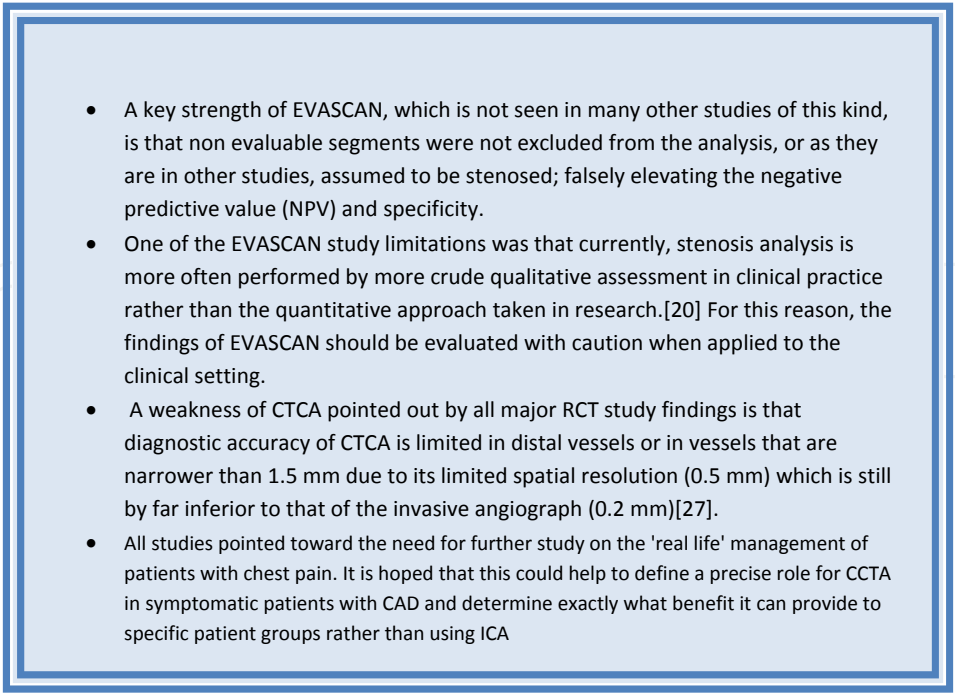 • A key strength of EVASCAN, which is not seen in many other studies of this kind,
is that non evaluable segments were not excluded from the analysis, or as they
are in other studies, assumed to be stenosed; falsely elevating the negative
predictive value (NPV) and specificity.
• One of the EVASCAN study limitations was that currently, stenosis analysis is
more often performed by more crude qualitative assessment in clinical practice
rather than the quantitative approach taken in research.[20] For this reason, the
findings of EVASCAN should be evaluated with caution when applied to the
clinical setting.
• A weakness of CTCA pointed out by all major RCT study findings is that
diagnostic accuracy of CTCA is limited in distal vessels or in vessels that are
narrower than 1.5 mm due to its limited spatial resolution (0.5 mm) which is still
by far inferior to that of the invasive angiograph (0.2 mm)[27].
• All studies pointed toward the need for further study on the 'real life' management of
patients with chest pain. It is hoped that this could help to define a precise role for CCTA
in symptomatic patients with CAD and determine exactly what benefit it can provide to
specific patient groups rather than using ICA